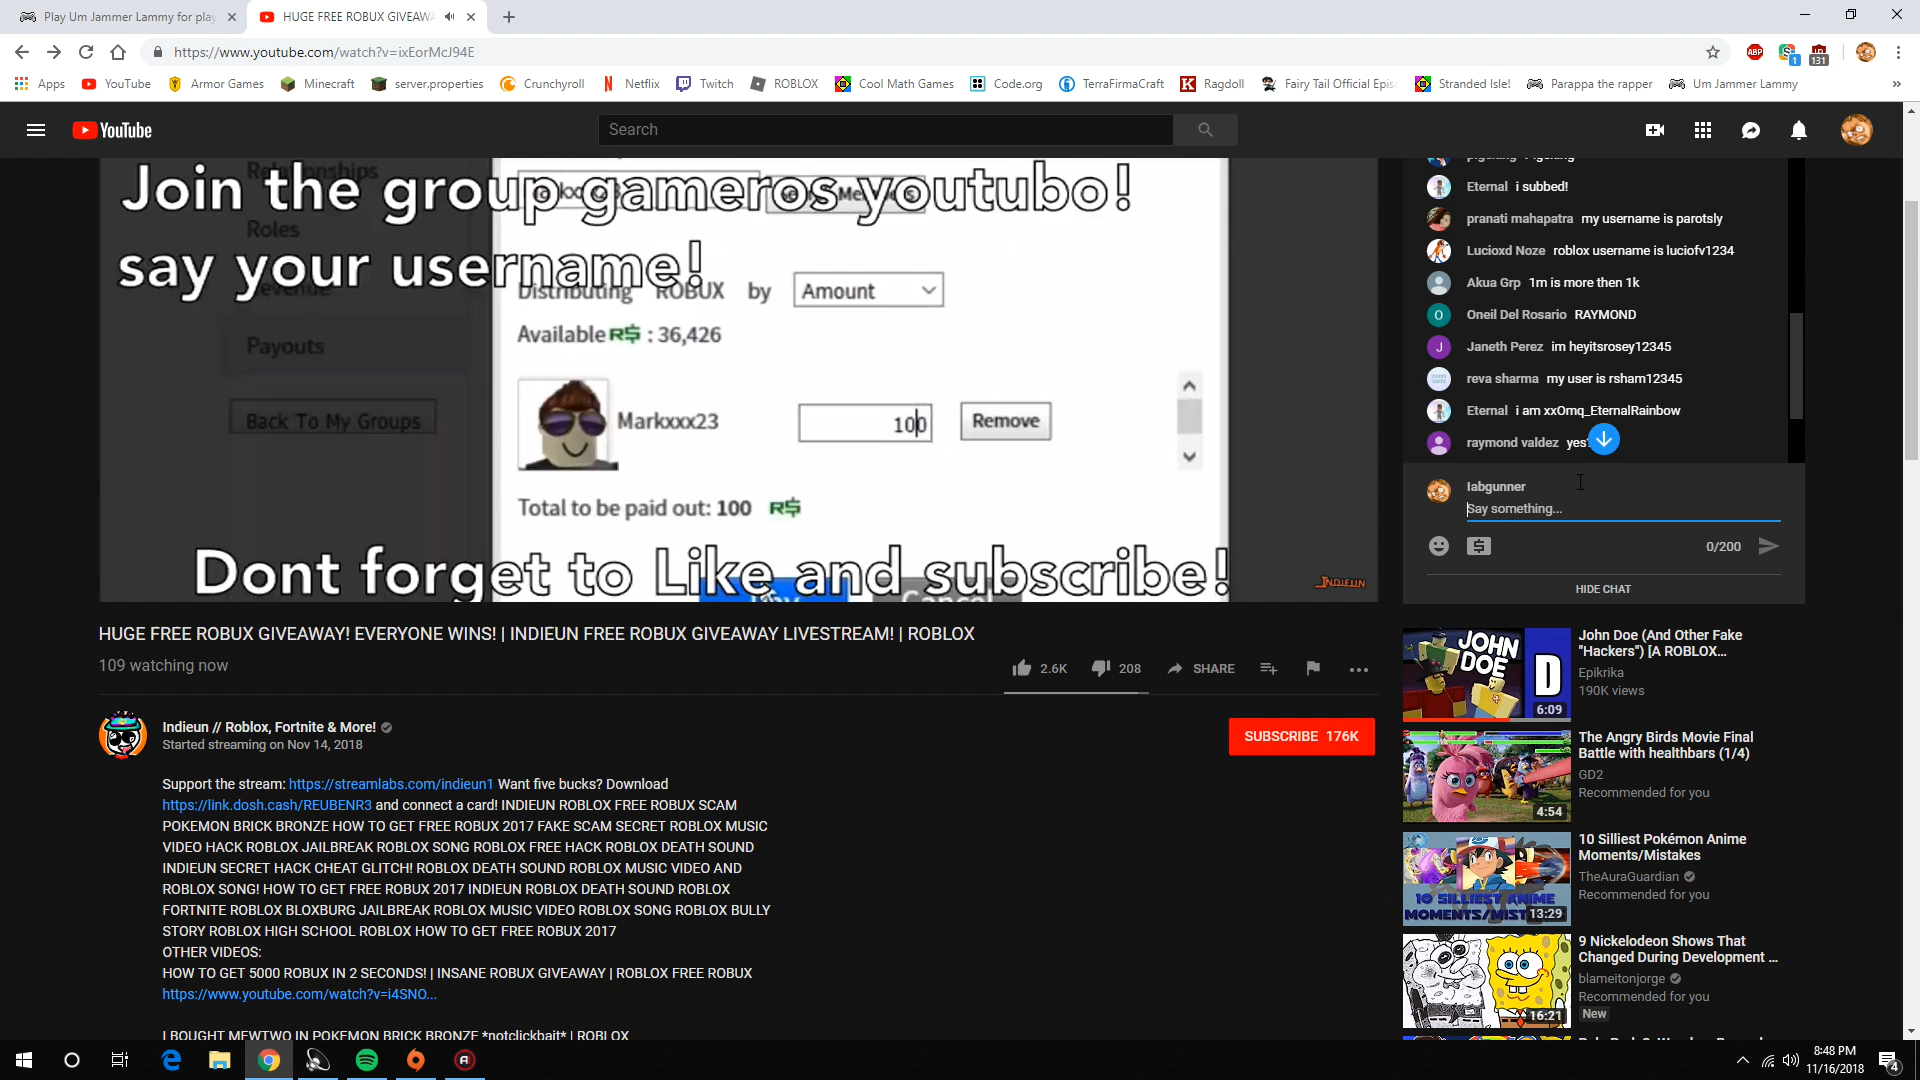 Play Um Jammer Lammy for play
HUGE FREE ROBUX GIVEAWA
https://www.youtube.com/watch?v=ixEorMcJ94E
ABP
1
131
Apps YouTube Armor Games Minecraft server.properties Crunchyroll Netflix Twitch ROBLOX Cool Math Games Code.org TerraFirmaCraft Ragdoll Fairy Tail Official Epis Stranded Isle! Parappa the rapper Um Jammer Lammy
YouTube
Search
Relationships
Join the group gameros youtubo!
Roles
say your username!
Distributing ROBUX by Amount
Available R$ : 36,426
Payouts
Back To My Groups
Markxxx23 100 Remove
Total to be paid out: 100 R$
Dont forget to Like and subscribe!
Pay Cancel
INDIEUN
Eternal i subbed!
pranati mahapatra my username is parotsly
Lucioxd Noze roblox username is luciofv1234
Akua Grp 1m is more then 1k
O Oneil Del Rosario RAYMOND
J Janeth Perez im heyitsrosey12345
reva sharma my user is rsham12345
Eternal i am xxOmq_EternalRainbow
raymond valdez yes
Iabgunner
Say something...
0/200
HIDE CHAT
HUGE FREE ROBUX GIVEAWAY! EVERYONE WINS! | INDIEUN FREE ROBUX GIVEAWAY LIVESTREAM! | ROBLOX
109 watching now
2.6K 208 SHARE
Indieun // Roblox, Fortnite & More!
Started streaming on Nov 14, 2018
SUBSCRIBE 176K
Support the stream: https://streamlabs.com/indieun1 Want five bucks? Download
https://link.dosh.cash/REUBENR3 and connect a card! INDIEUN ROBLOX FREE ROBUX SCAM
POKEMON BRICK BRONZE HOW TO GET FREE ROBUX 2017 FAKE SCAM SECRET ROBLOX MUSIC
VIDEO HACK ROBLOX JAILBREAK ROBLOX SONG ROBLOX FREE HACK ROBLOX DEATH SOUND
INDIEUN SECRET HACK CHEAT GLITCH! ROBLOX DEATH SOUND ROBLOX MUSIC VIDEO AND
ROBLOX SONG! HOW TO GET FREE ROBUX 2017 INDIEUN ROBLOX DEATH SOUND ROBLOX
FORTNITE ROBLOX BLOXBURG JAILBREAK ROBLOX MUSIC VIDEO ROBLOX SONG ROBLOX BULLY
STORY ROBLOX HIGH SCHOOL ROBLOX HOW TO GET FREE ROBUX 2017
OTHER VIDEOS:
HOW TO GET 5000 ROBUX IN 2 SECONDS! | INSANE ROBUX GIVEAWAY | ROBLOX FREE ROBUX
https://www.youtube.com/watch?v=i4SNO...
I BOUGHT MEWTWO IN POKEMON BRICK BRONZE *notclickbait* | ROBLOX
JOHN
DOE
D
6:09
John Doe (And Other Fake
"Hackers") [A ROBLOX...
Epikrika
190K views
4:54
The Angry Birds Movie Final
Battle with healthbars (1/4)
GD2
Recommended for you
10 SILLIEST ANIME
MOMENTS/MIST
13:29
10 Silliest Pokémon Anime
Moments/Mistakes
TheAuraGuardian
Recommended for you
16:21
9 Nickelodeon Shows That
Changed During Development ...
blameitonjorge
Recommended for you
New
8:48 PM
11/16/2018
4